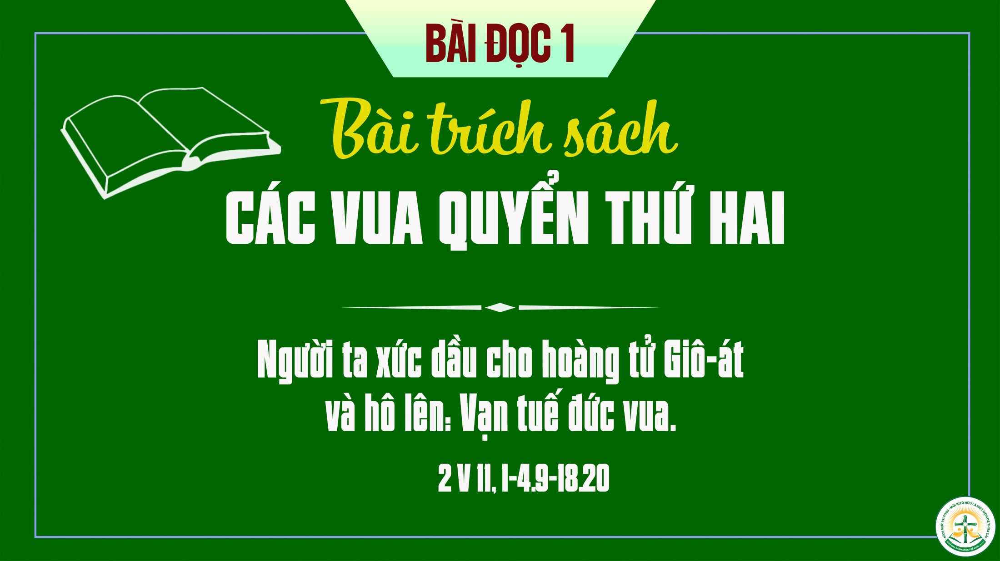 BÀI ĐỌC 1
Bài trích sách
CÁC VUA QUYỂN THỨ HAI
Người ta xức dầu cho hoàng tử Giô-át
và hô lên: Vạn tuế đức vua.
2 V 11, 1-4.9-18.20
NĂM MỤC VỤ 2026 • MỖI KITÔ HỮU LÀ MỘT MÔN ĐỆ THỪA SAI
ANH EM LÀ ÁNH SÁNG THẾ GIAN